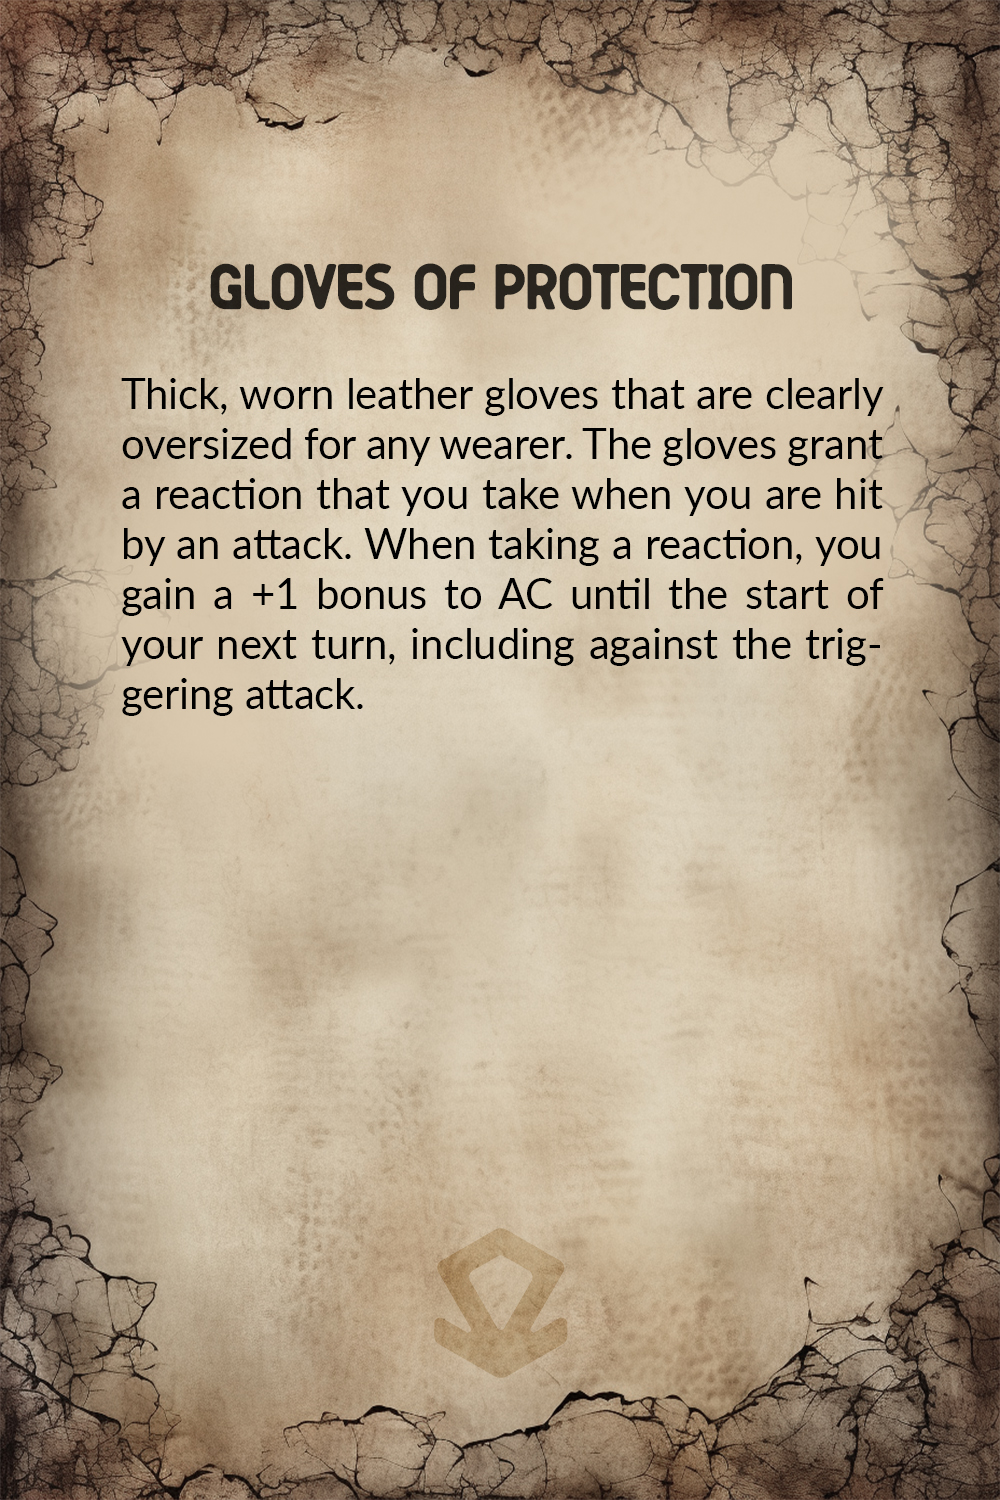 GLOVES OF PROTECTION
Thick, worn leather gloves that are clearly
oversized for any wearer. The gloves grant
a reaction that you take when you are hit
by an attack. When taking a reaction, you
gain a +1 bonus to AC until the start of
your next turn, including against the trig-
gering attack.